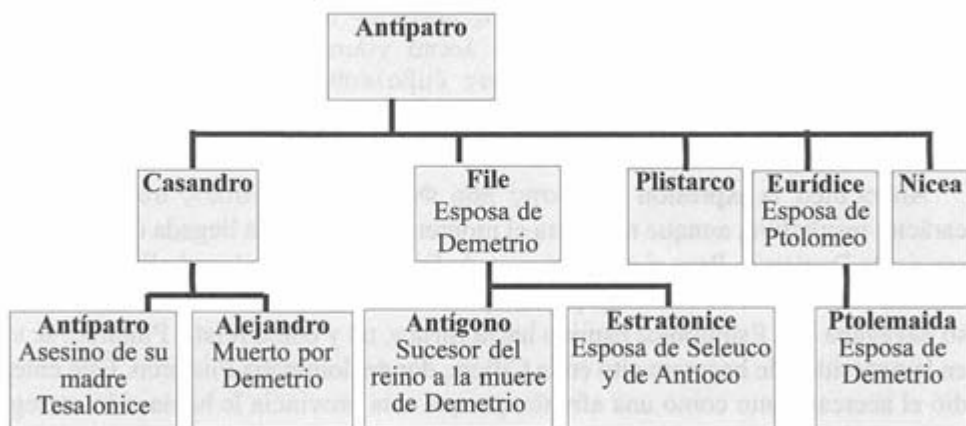 Antípatro
Casandro
File
Esposa de
Demetrio
Plistarco
Eurídice
Esposa de
Ptolomeo
Nicea
Antípatro
Asesino de su
madre
Tesalonice
Alejandro
Muerto por
Demetrio
Antígono
Sucesor del
reino a la muere
de Demetrio
Estratonice
Esposa de Seleuco
y de Antíoco
Ptolemaida
Esposa de
Demetrio